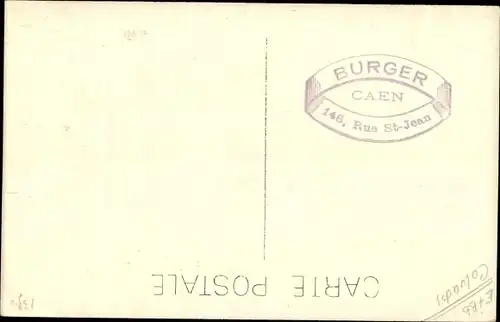 BURGER
CAEN
146, Rue St-Jean
CARTE POSTALE
Calvados